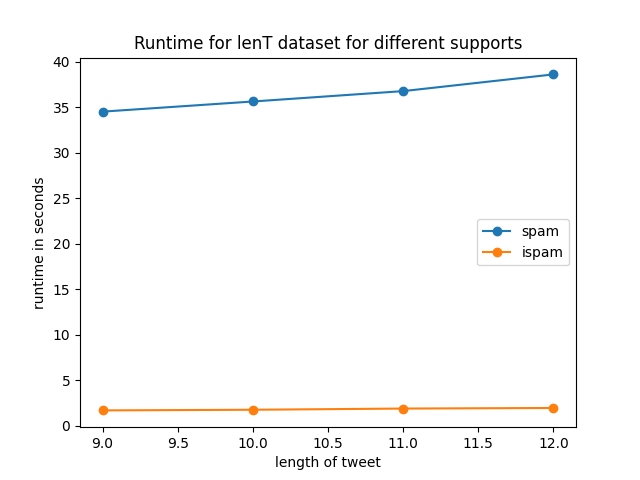 Runtime for lenT dataset for different supports
40
35
30
25
20
15
10
5
0
runtime in seconds
spam
ispam
9.0 9.5 10.0 10.5 11.0 11.5 12.0
length of tweet